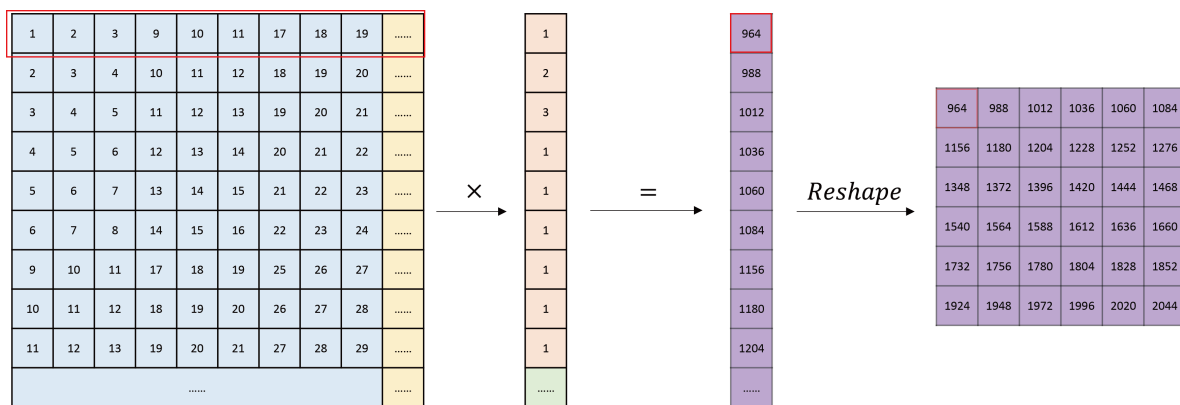 1 2 3 9 10 11 17 18 19 ...... 1 964
2 3 4 10 11 12 18 19 20 ...... 2 988
3 4 5 11 12 13 19 20 21 ...... 3 1012 964 988 1012 1036 1060 1084
4 5 6 12 13 14 20 21 22 ...... 1 1036 1156 1180 1204 1228 1252 1276
5 6 7 13 14 15 21 22 23 ...... × 1 = 1060 Reshape 1348 1372 1396 1420 1444 1468
6 7 8 14 15 16 22 23 24 ...... 1 1084 1540 1564 1588 1612 1636 1660
9 10 11 17 18 19 25 26 27 ...... 1 1156 1732 1756 1780 1804 1828 1852
10 11 12 18 19 20 26 27 28 ...... 1 1180 1924 1948 1972 1996 2020 2044
11 12 13 19 20 21 27 28 29 ...... 1 1204
...... ...... ...... ......